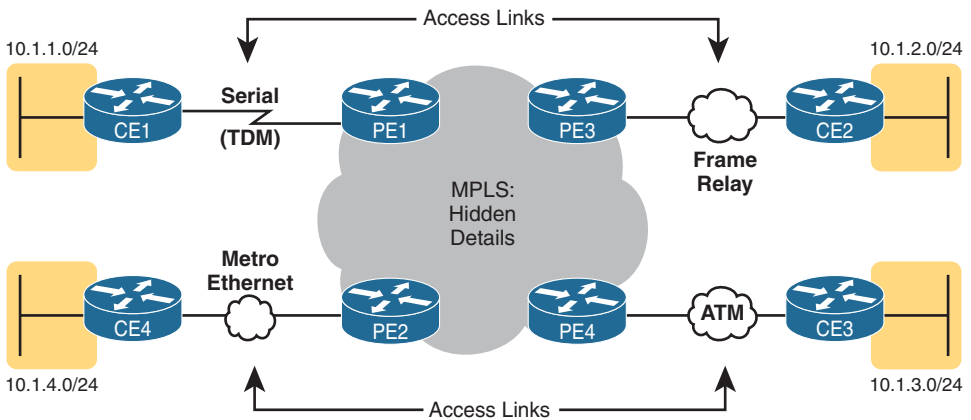 Access Links
10.1.1.0/24
10.1.2.0/24
Serial
(TDM)
CE1
PE1
PE3
CE2
Frame
Relay
MPLS:
Hidden
Details
Metro
Ethernet
CE4
PE2
PE4
ATM
CE3
10.1.4.0/24
10.1.3.0/24
Access Links